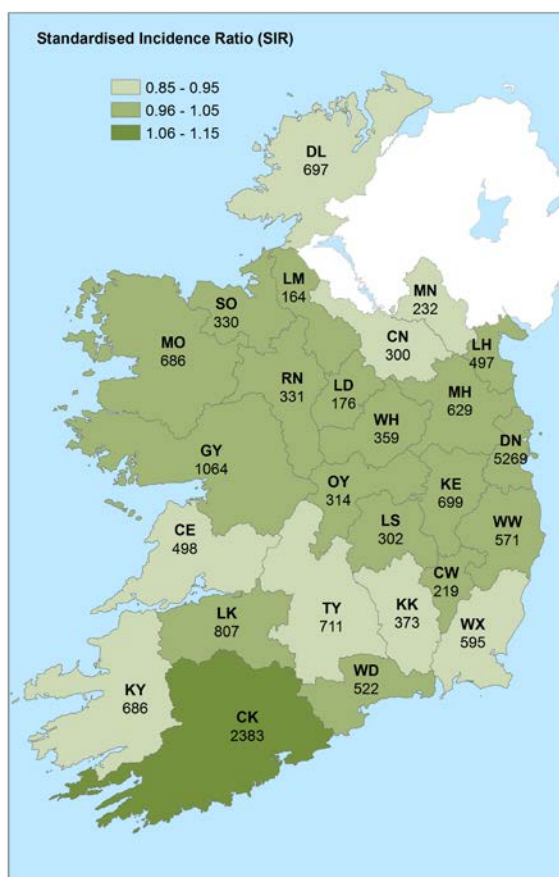 Standardised Incidence Ratio (SIR)
0.85 - 0.95
0.96 - 1.05
1.06 - 1.15
DL
697
LM
164
MN
232
SO
330
CN
300
MO
686
LH
497
RN
331
LD
176
MH
629
WH
359
DN
5269
GY
1064
OY
314
KE
699
LS
302
WW
571
CE
498
CW
219
LK
807
TY
711
KK
373
WX
595
WD
522
KY
686
CK
2383